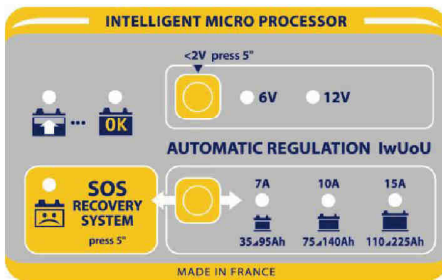 INTELLIGENT MICRO PROCESSOR
<2V press 5"
6V 12V
OK
AUTOMATIC REGULATION IwUoU
SOS
RECOVERY
SYSTEM
press 5"
7A 10A 15A
35⊿95Ah 75⊿140Ah 110⊿225Ah
MADE IN FRANCE